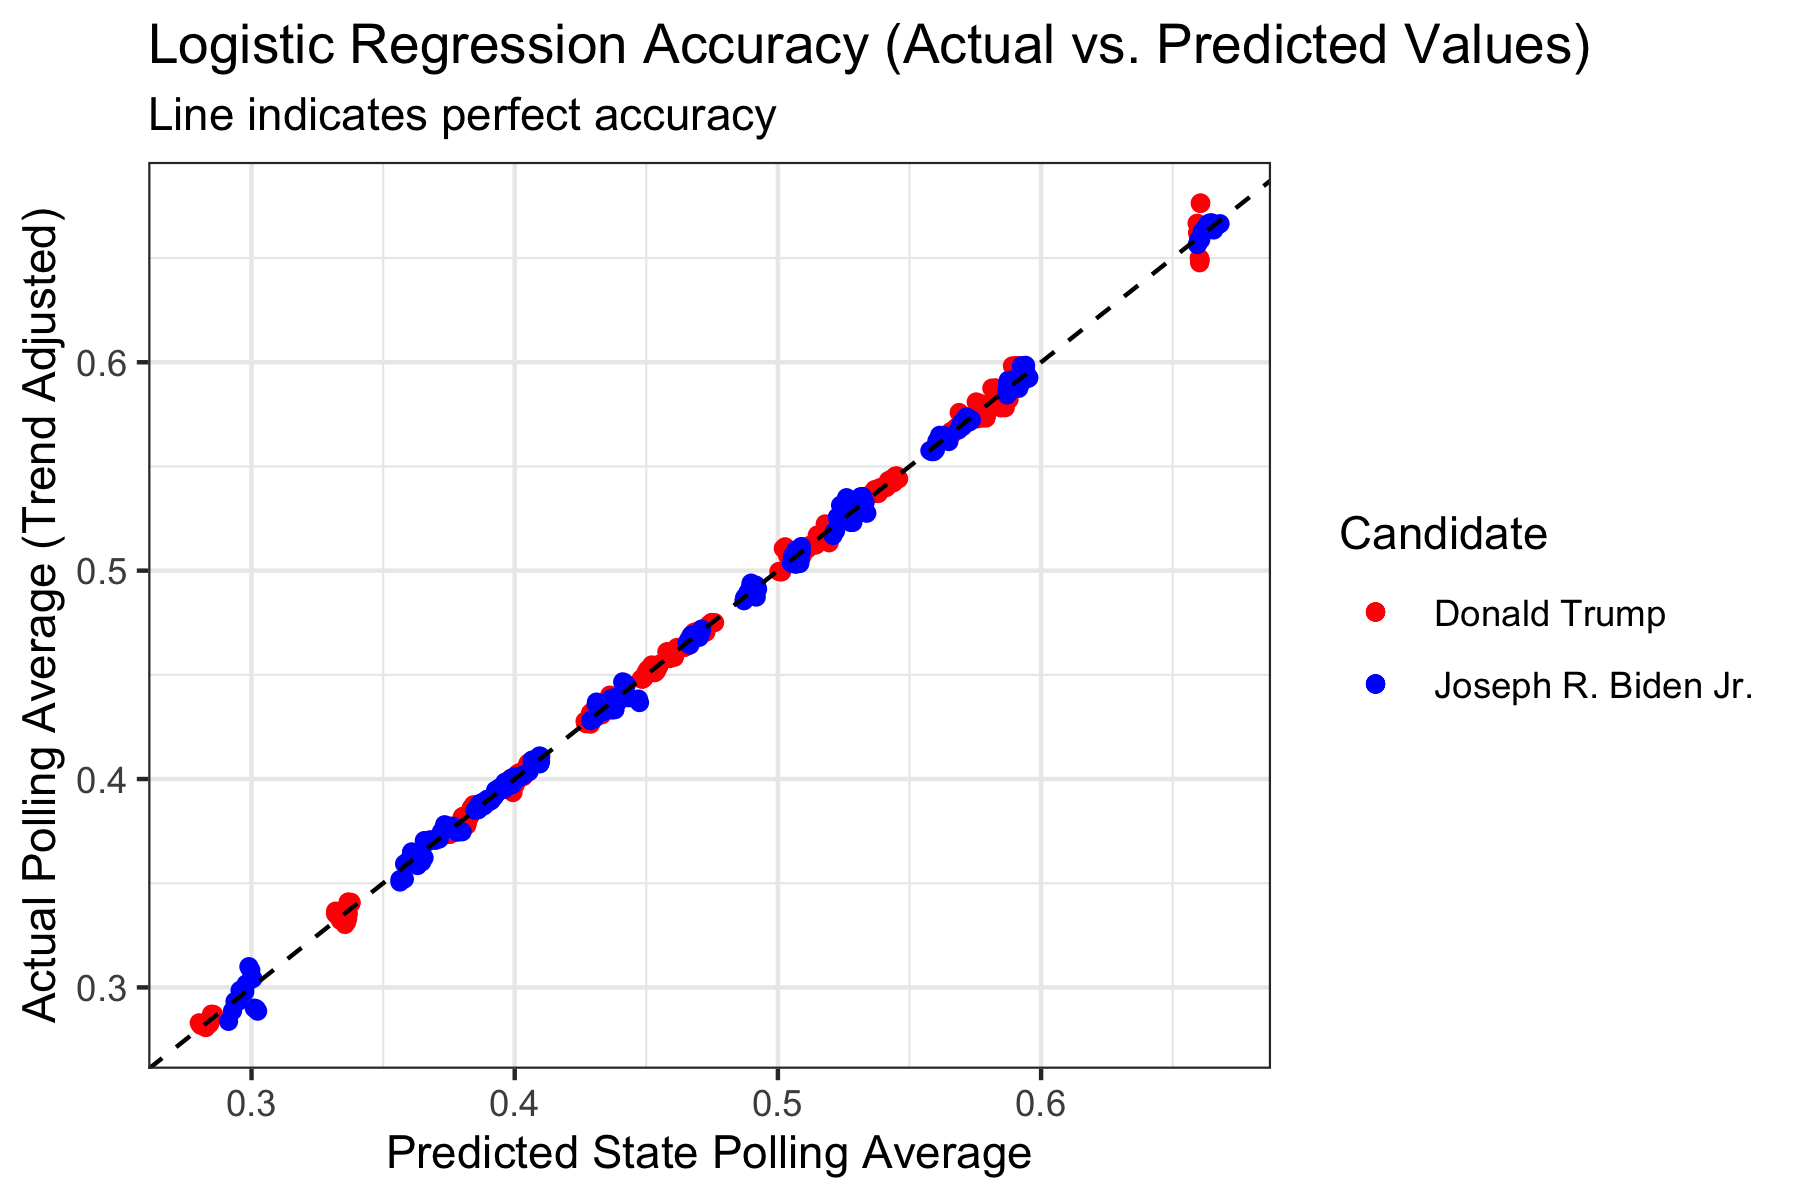 Logistic Regression Accuracy (Actual vs. Predicted Values)
Line indicates perfect accuracy
Actual Polling Average (Trend Adjusted)
0.6
0.5
0.4
0.3
0.3
0.4
0.5
0.6
Predicted State Polling Average
Candidate
Donald Trump
Joseph R. Biden Jr.